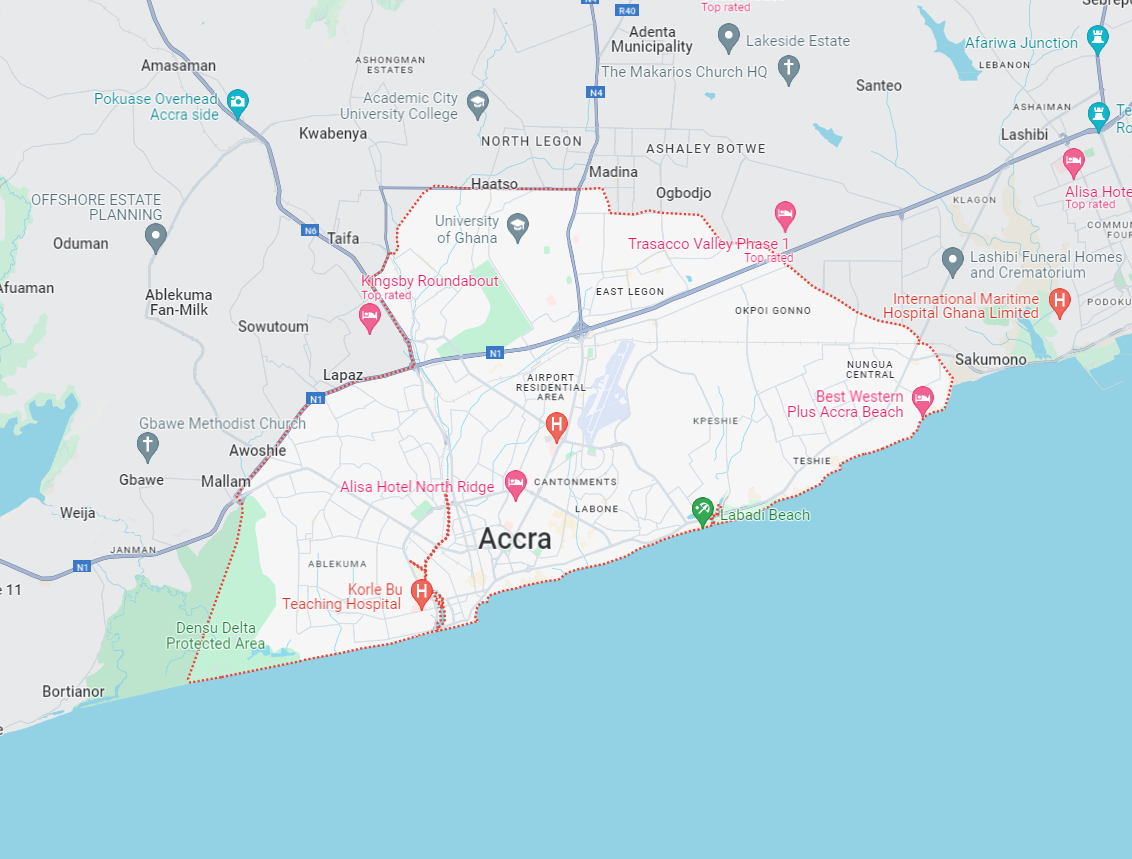 R40
N4
Top rated
Adenta
Municipality
Lakeside Estate
Afariwa Junction
LEBANON
Amasaman
ASHONGMAN
ESTATES
The Makarios Church HQ
Santeo
Pokuase Overhead
Accra side
Academic City
University College
N4
ASHAIMAN
Kwabenya
NORTH LEGON
ASHALEY BOTWE
Lashibi
Madina
Haatso
Ogbodjo
Alisa Hote
Top rated
OFFSHORE ESTATE
PLANNING
KLAGON
University
of Ghana
N6
Taifa
Oduman
Trasacco Valley Phase 1
Top rated
COMMUN
FOUR
Lashibi Funeral Homes
and Crematorium
Kingsby Roundabout
Top rated
Afuaman
Ablekuma
Fan-Milk
EAST LEGON
OKPOI GONNO
International Maritime
Hospital Ghana Limited
PODOKU
Sowutoum
N1
Sakumono
NUNGUA
CENTRAL
Lapaz
AIRPORT
RESIDENTIAL
AREA
N1
Best Western
Plus Accra Beach
Gbawe Methodist Church
KPESHIE
Awoshie
TESHIE
Gbawe
Mallam
Alisa Hotel North Ridge
CANTONMENTS
LABONE
Labadi Beach
Weija
Accra
JANMAN
N1
ABLEKUMA
Korle Bu
Teaching Hospital
11
Densu Delta
Protected Area
Bortianor